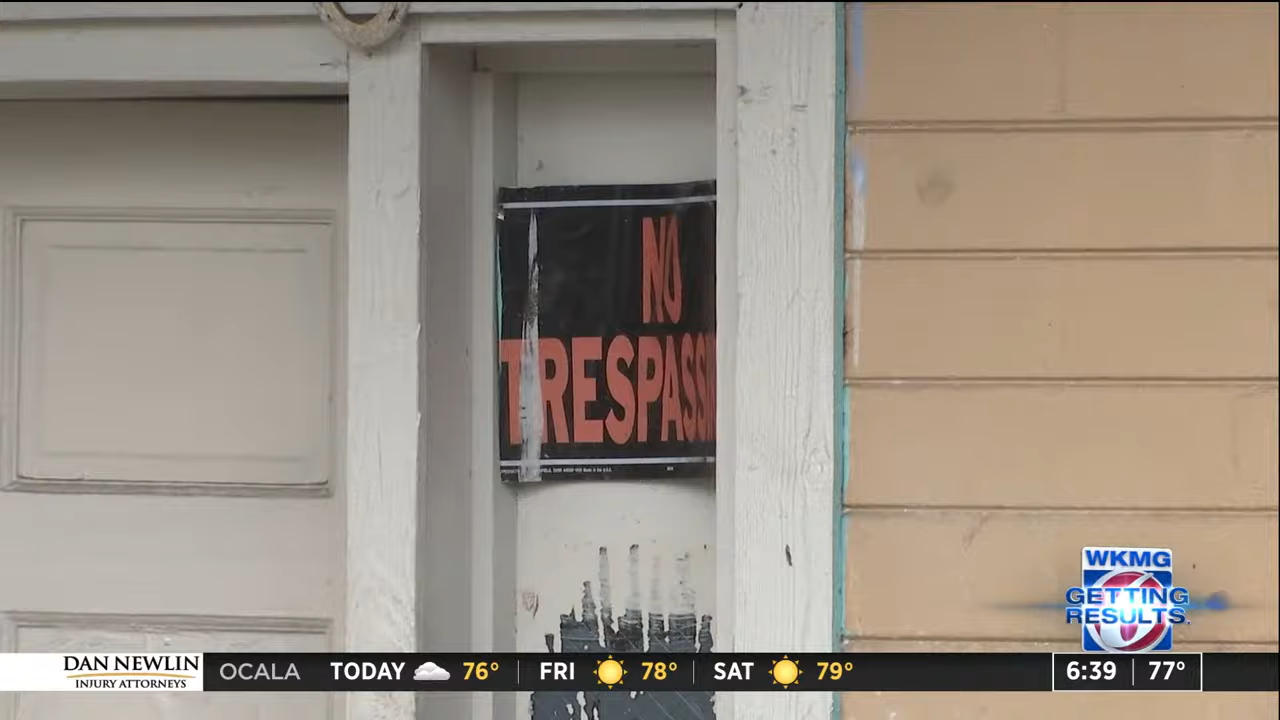 NO
TRESPASSI
WKMG
GETTING
RESULTS.
DAN NEWLIN
INJURY ATTORNEYS
OCALA TODAY 76° FRI 78° SAT 79°
6:39 77°